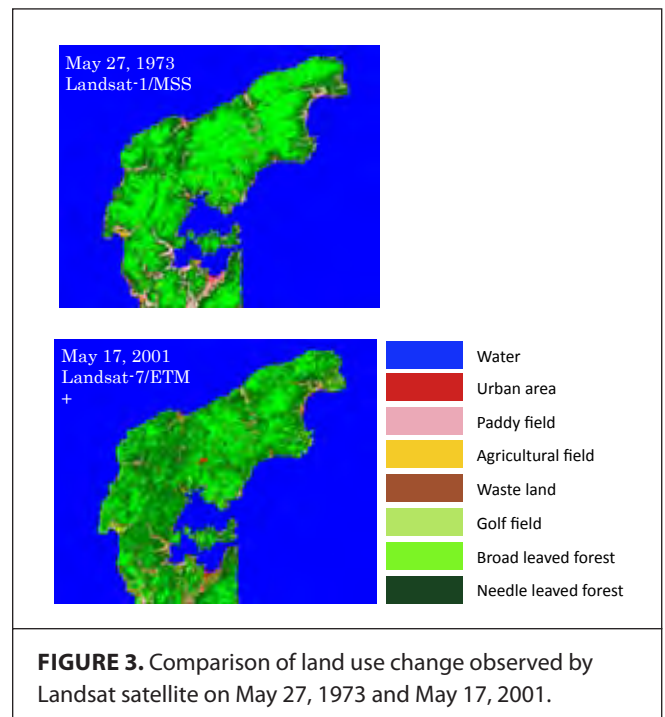 May 27, 1973
Landsat-1/MSS
May 17, 2001
Landsat-7/ETM
+
Water
Urban area
Paddy field
Agricultural field
Waste land
Golf field
Broad leaved forest
Needle leaved forest
FIGURE 3. Comparison of land use change observed by
Landsat satellite on May 27, 1973 and May 17, 2001.